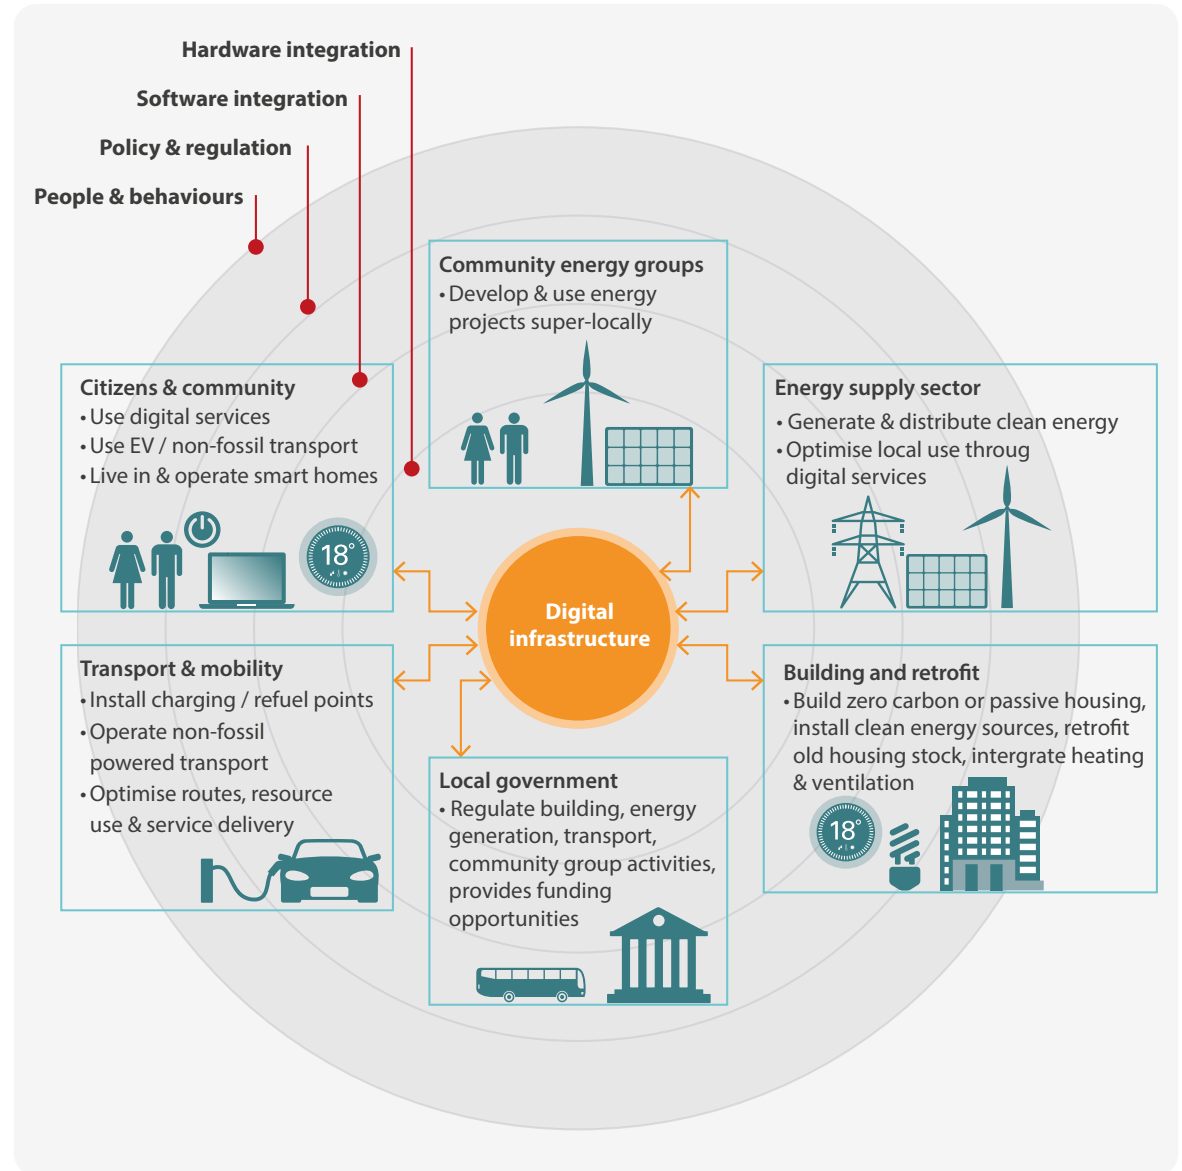 Hardware integration
Software integration
Policy & regulation
People & behaviours
Community energy groups
• Develop & use energy
projects super-locally
Citizens & community
• Use digital services
• Use EV / non-fossil transport
• Live in & operate smart homes
18°
Energy supply sector
• Generate & distribute clean energy
• Optimise local use throug
digital services
Digital
infrastructure
Transport & mobility
• Install charging / refuel points
• Operate non-fossil
powered transport
• Optimise routes, resource
use & service delivery
Building and retrofit
• Build zero carbon or passive housing,
install clean energy sources, retrofit
old housing stock, intergrate heating
& ventilation
18°
Local government
• Regulate building, energy
generation, transport,
community group activities,
provides funding
opportunities